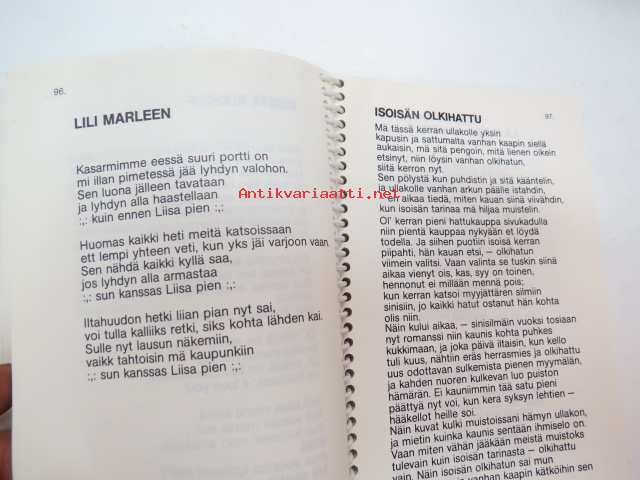 96.
LILI MARLEEN
Kasarmimme eessä suuri portti on
mi illan pimetessä jää lyhdyn valohon.
Sen luona jälleen tavataan
ja lyhdyn alla haastellaan
:,: kuin ennen Liisa pien :,:
Huomas kaikki heti meitä katsoissaan
ett lempi yhteen veti, kun yks jäi varjoon vaan.
Sen nähdä kaikki kyllä saa,
jos lyhdyn alla armastaa
:,: sun kanssas Liisa pien :,:
Iltahuudon hetki liian pian nyt sai,
voi tulla kalliiks retki, siks kohta lähden kai.
Sulle nyt lausun näkemiin,
vaikk tahtoisin mä kaupunkiin
:,: sun kanssas Liisa pien :,:
Antikvariaatti.net
ISOISÄN OLKIHATTU
97.
Mä tässä kerran ullakolle yksin
kapusin ja sattumalta vanhan kaapin siellä
aukaisin, mä sitä pengoin, mitä lienen oikein
etsinyt, niin löysin vanhan olkihatun,
siitä kerron nyt.
Sen pölystä kun puhdistin ja sitä kääntelin,
ja ullakolle vanhan arkun päälle istahdin,
en aikaa tiedä, miten kauan siinä viivähdin,
kun isoisän tarinaa mä hiljaa muistelin.
Ol' kerran pieni hattukauppa sivukadulla
niin pientä kauppaa nykyään et löydä
todella. Ja siihen puotiin isoisä kerran
piipahti, hän kauan etsi, — olkihatun
viimein valitsi. Vaan valinta se tuskin siinä
aikaa vienyt ois, kas, syy on toinen,
hennonut ei millään mennä pois;
kun kerran katsoi myyjättären silmiin
sinisiin, jo kaikki hatut ostanut hän kohta
olis niin.
Näin kului aikaa, — sinisilmäin vuoksi tosiaan
nyt romanssi niin kaunis kohta puhkes
kukkimaan, ja joka päivä iltaisin, kun kello
tuli kuus, nähtiin eräs herrasmies ja olkihattu
uus odottavan sulkemista pienen myymälän,
ja kahden nuoren kulkevan luo puiston
hämärän. Ei kauniimmin tää satu pieni
päättyä nyt voi, kun kera syksyn lehtien —
hääkellot heille soi.
Näin kuvat kulki muistoissani hämyn ullakon,
ja mietin kuinka kaunis sentään ihmiselo on.
Vaan miten vähän jääkään meistä muistoks
tulevain kuin isoisän tarinasta — olkihattu
vain. Näin isoisän olkihatun sai mun
vanhan kaapin kätköihin sen